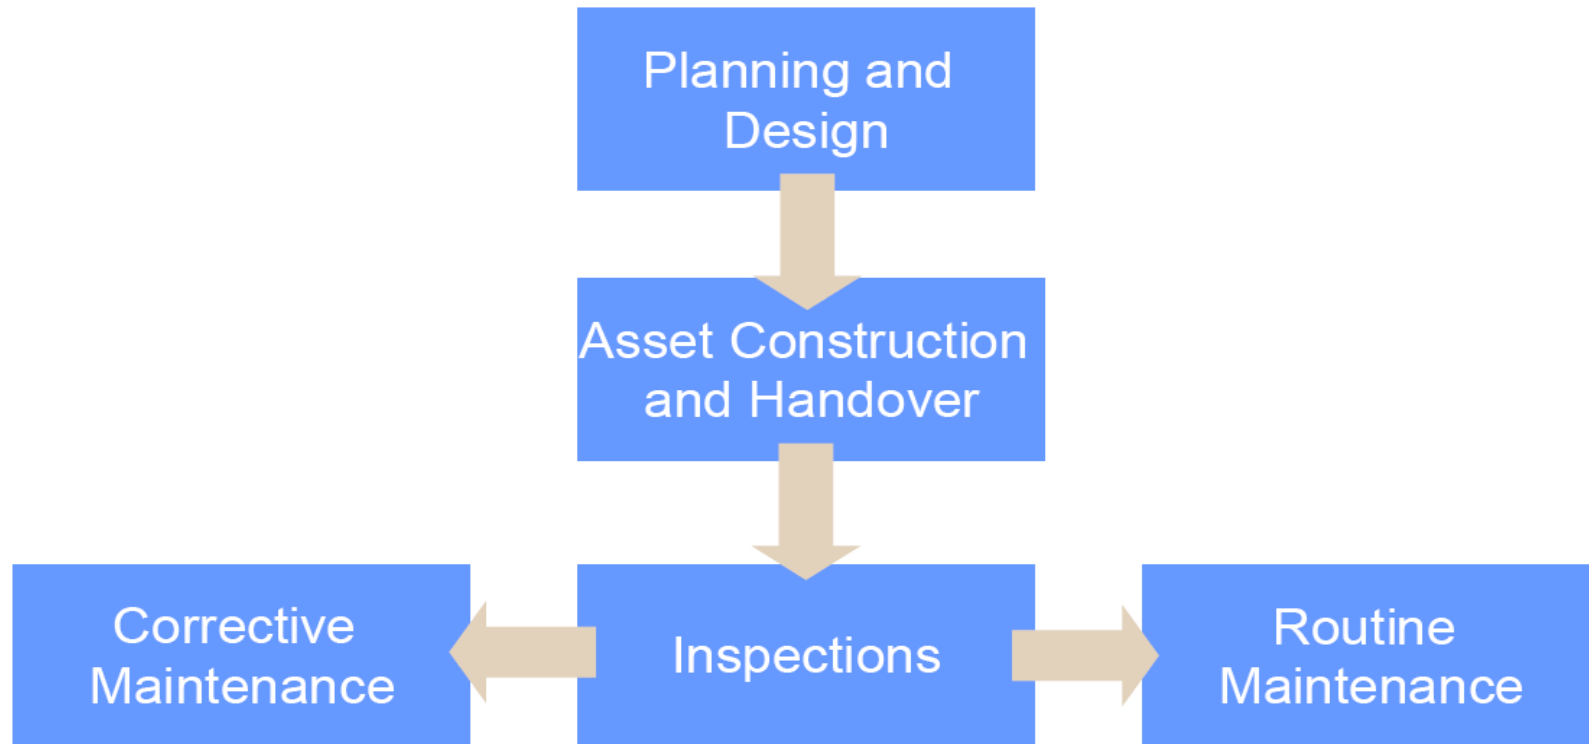 Planning and
Design
Asset Construction
and Handover
Corrective
Maintenance
Inspections
Routine
Maintenance